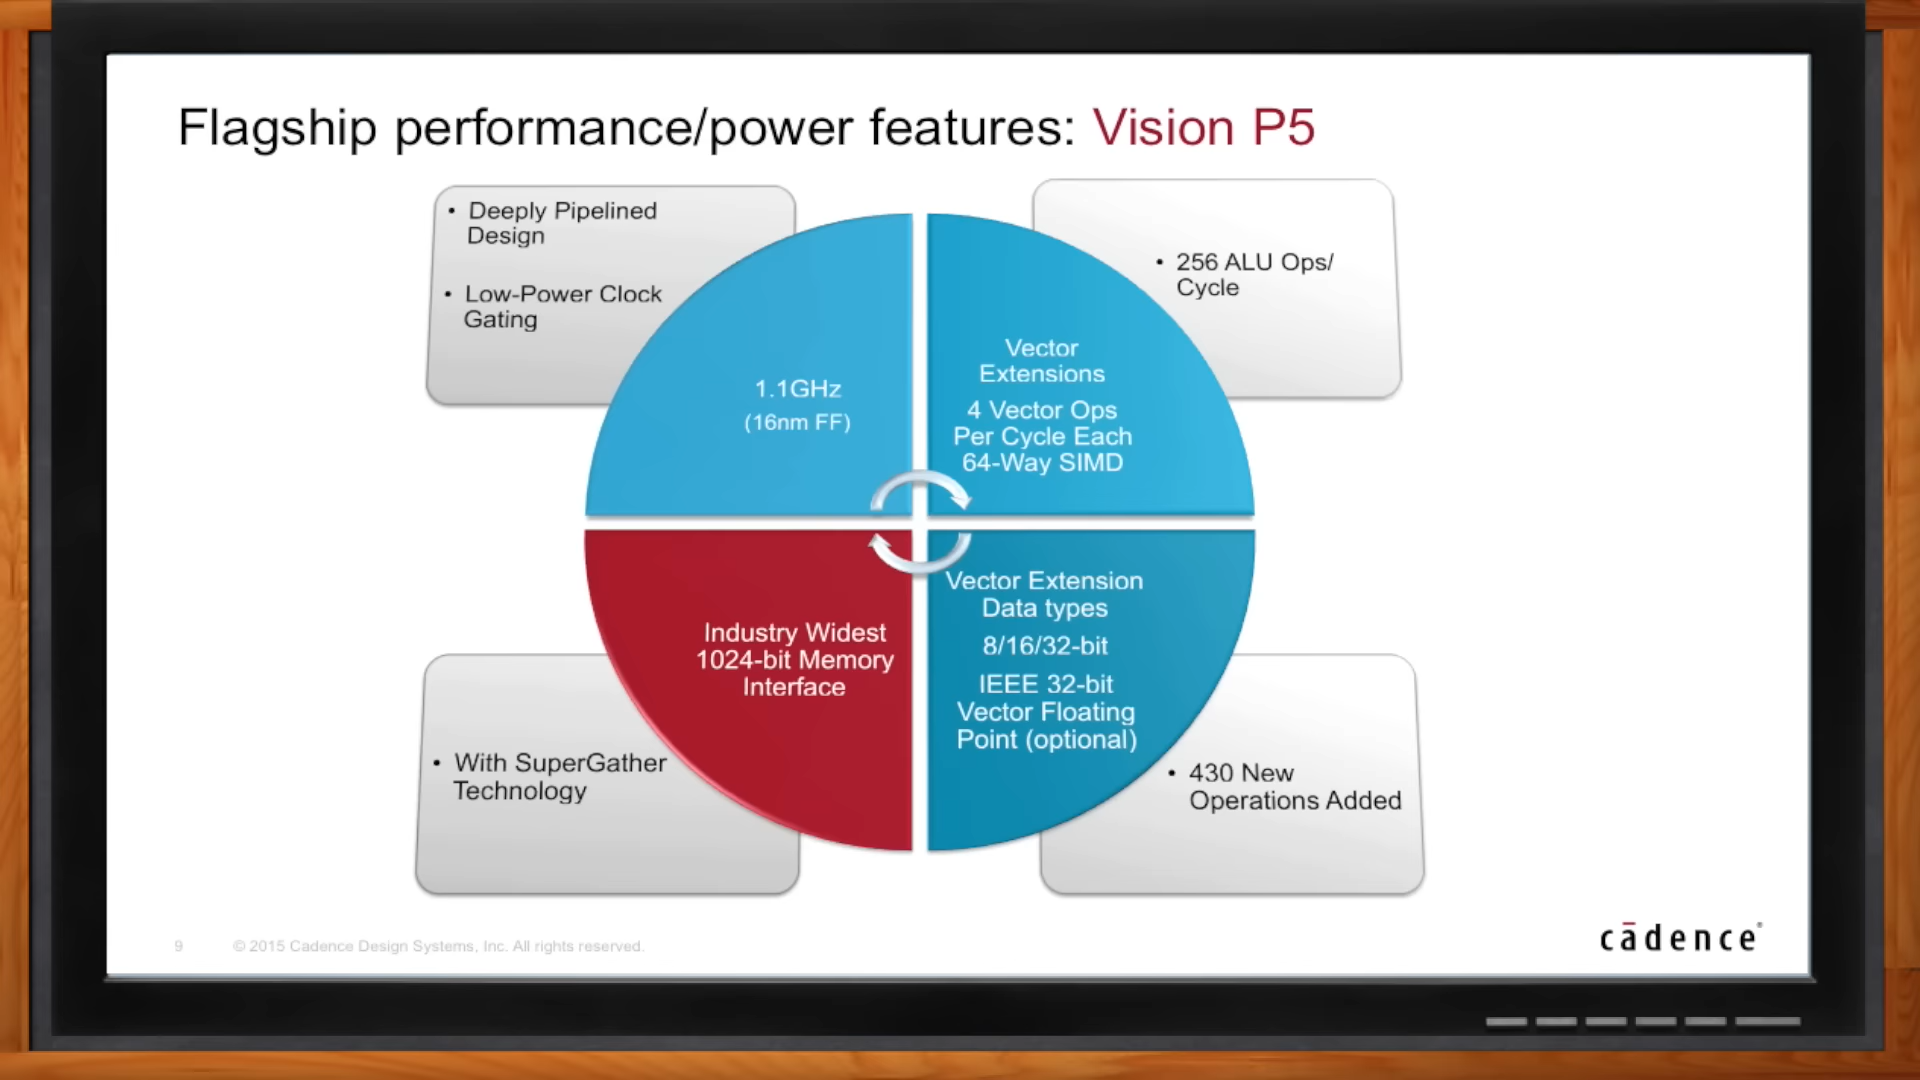 Flagship performance/power features: Vision P5
• Deeply Pipelined
Design
• Low-Power Clock
Gating
1.1GHz
(16nm FF)
Vector
Extensions
4 Vector Ops
Per Cycle Each
64-Way SIMD
• 256 ALU Ops/
Cycle
Industry Widest
1024-bit Memory
Interface
• With SuperGather
Technology
Vector Extension
Data types
8/16/32-bit
IEEE 32-bit
Vector Floating
Point (optional)
• 430 New
Operations Added
9 © 2015 Cadence Design Systems, Inc. All rights reserved.
cādence®